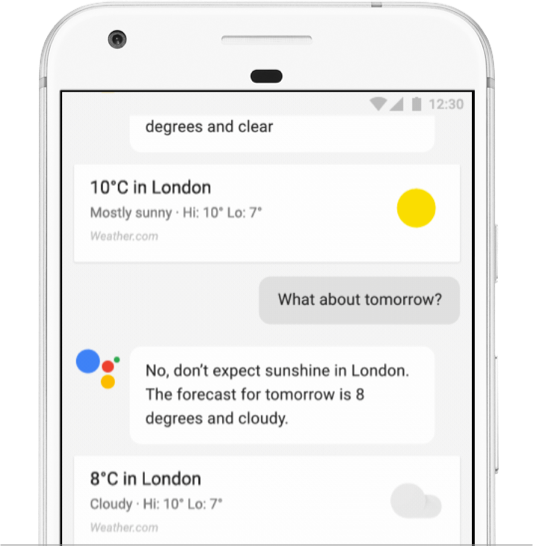 12:30
degrees and clear
10°C in London
Mostly sunny · Hi: 10° Lo: 7°
Weather.com
What about tomorrow?
No, don’t expect sunshine in London.
The forecast for tomorrow is 8
degrees and cloudy.
8°C in London
Cloudy · Hi: 10° Lo: 7°
Weather.com